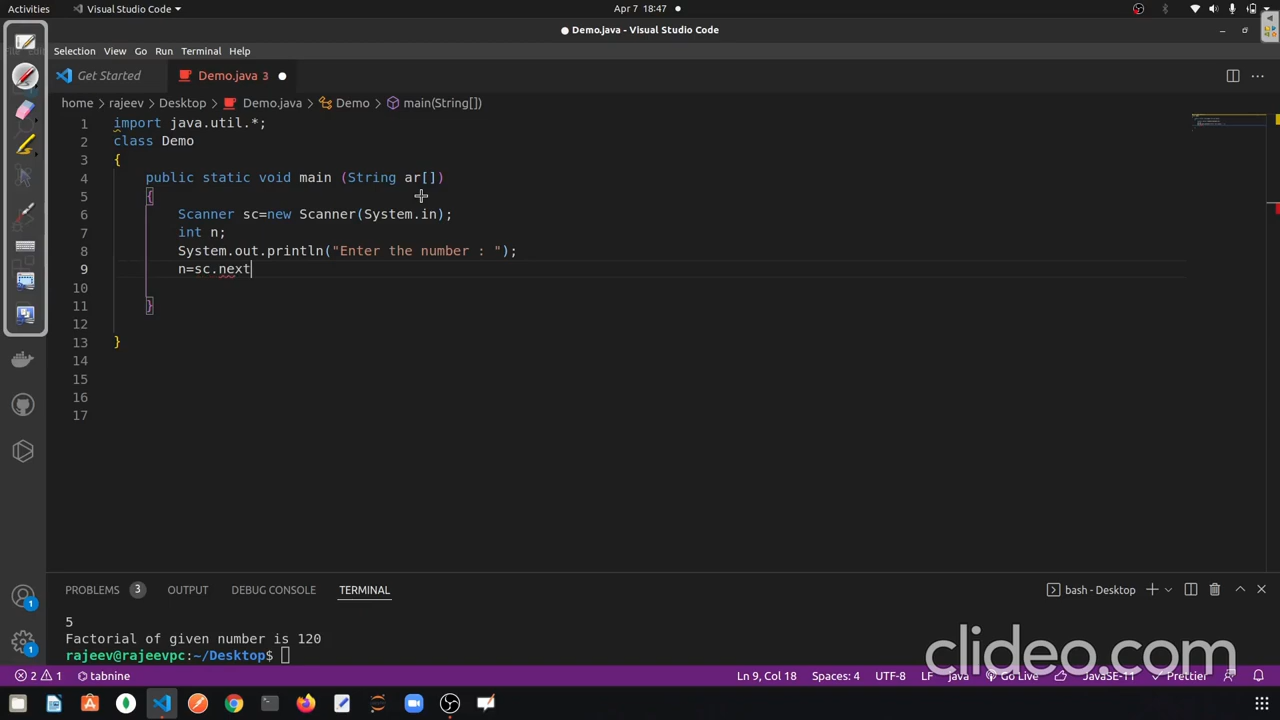 Activities Visual Studio Code Apr 7 18:47
Demo.java - Visual Studio Code
Selection View Go Run Terminal Help
Get Started Demo.java 3
home rajeev Desktop Demo.java Demo main(String[])
1 import java.util.*;
2 class Demo
3 {
4 public static void main (String ar[])
5 {
6 Scanner sc=new Scanner(System.in);
7 int n;
8 System.out.println("Enter the number : ");
9 n=sc.next
10
11 }
12
13 }
14
15
16
17
PROBLEMS 3 OUTPUT DEBUG CONSOLE TERMINAL bash - Desktop
5
Factorial of given number is 120
rajeev@rajeevpc:~/Desktop$
clideo.com
1
1
2 1 tabnine Ln 9, Col 18 Spaces: 4 UTF-8 LF java Go Live JavaSE-11 Prettier